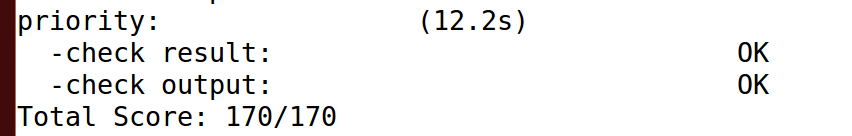 priority: (12.2s)
-check result: OK
-check output: OK
Total Score: 170/170